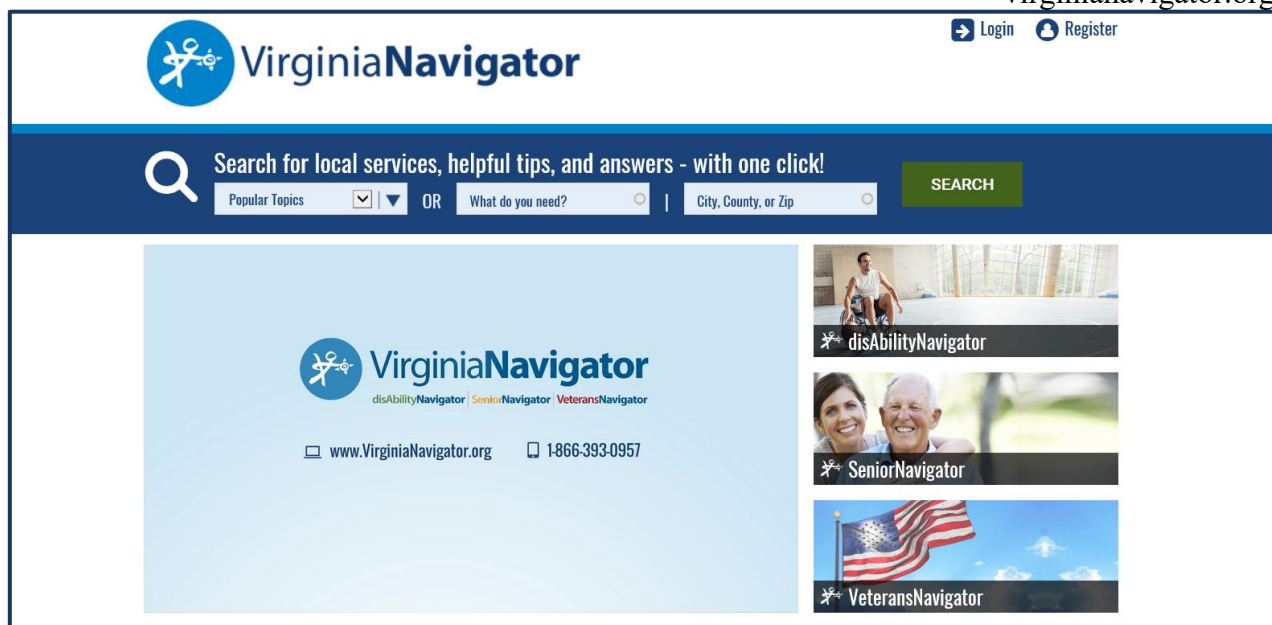 virginianavigator.org
Login Register
VirginiaNavigator
Search for local services, helpful tips, and answers - with one click!
Popular Topics OR What do you need? | City, County, or Zip SEARCH
disAbilityNavigator
VirginiaNavigator
disAbilityNavigator | SeniorNavigator | VeteransNavigator
www.VirginiaNavigator.org 1-866-393-0957
SeniorNavigator
VeteransNavigator